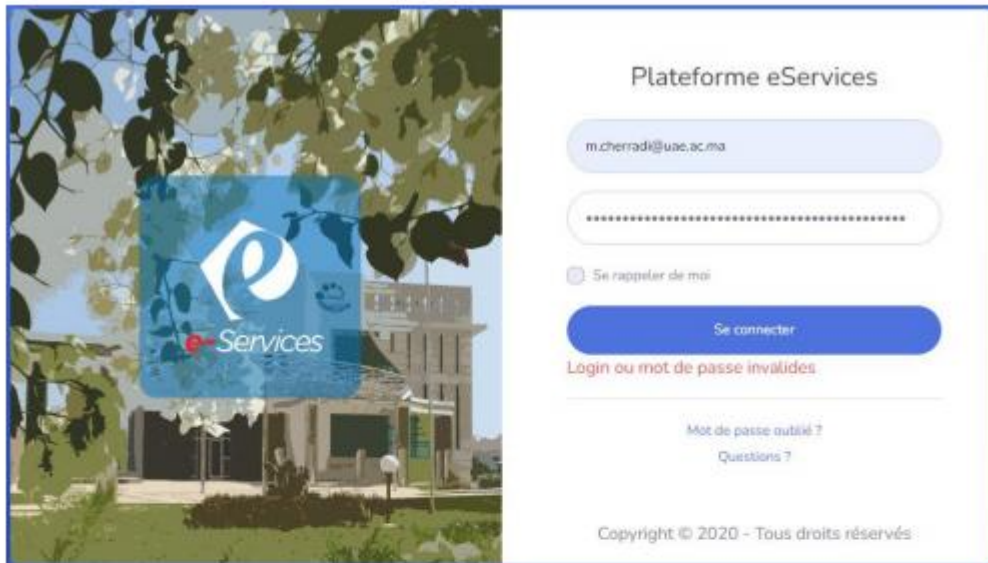 e-Services
Plateforme eServices
m.cherradi@uae.ac.ma
********************************************
Se rappeler de moi
Se connecter
Login ou mot de passe invalides
Mot de passe oublié ?
Questions ?
Copyright © 2020 - Tous droits réservés